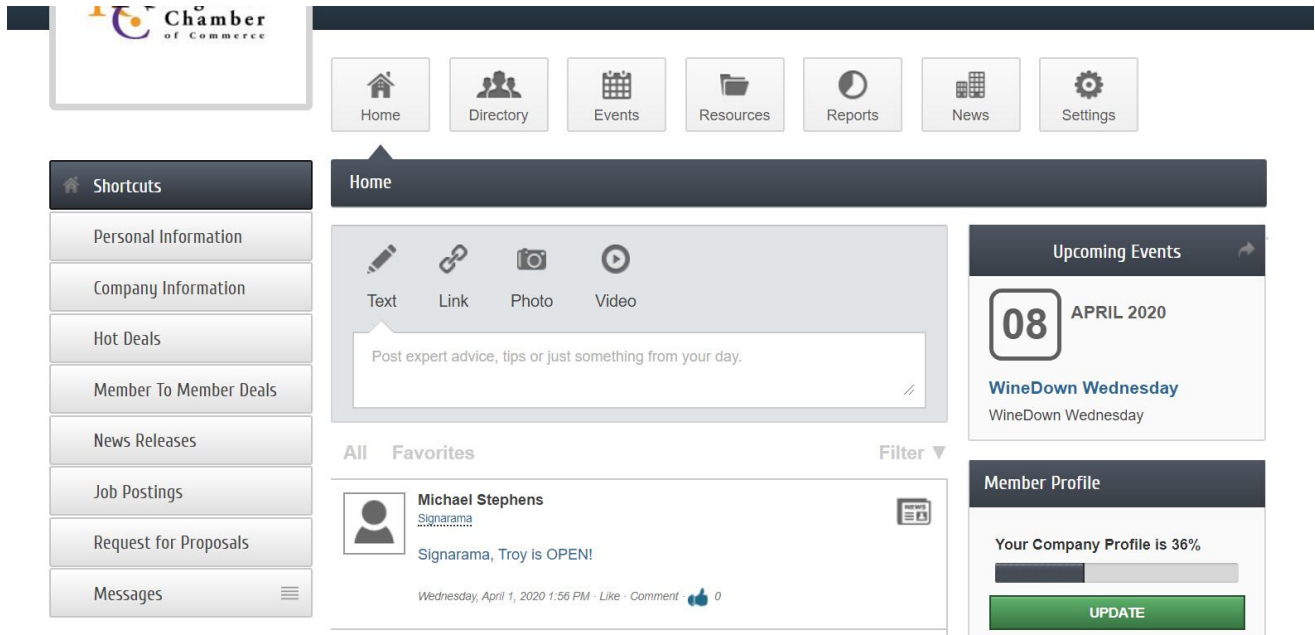 Chamber
of Commerce
Home
Directory
Events
Resources
Reports
News
Settings
Shortcuts
Personal Information
Company Information
Hot Deals
Member To Member Deals
News Releases
Job Postings
Request for Proposals
Messages
Home
Text
Link
Photo
Video
Post expert advice, tips or just something from your day.
All Favorites Filter ▼
Michael Stephens
Signarama
NEWS
Signarama, Troy is OPEN!
Wednesday, April 1, 2020 1:56 PM · Like · Comment · 0
Upcoming Events
08
APRIL 2020
WineDown Wednesday
WineDown Wednesday
Member Profile
Your Company Profile is 36%
UPDATE